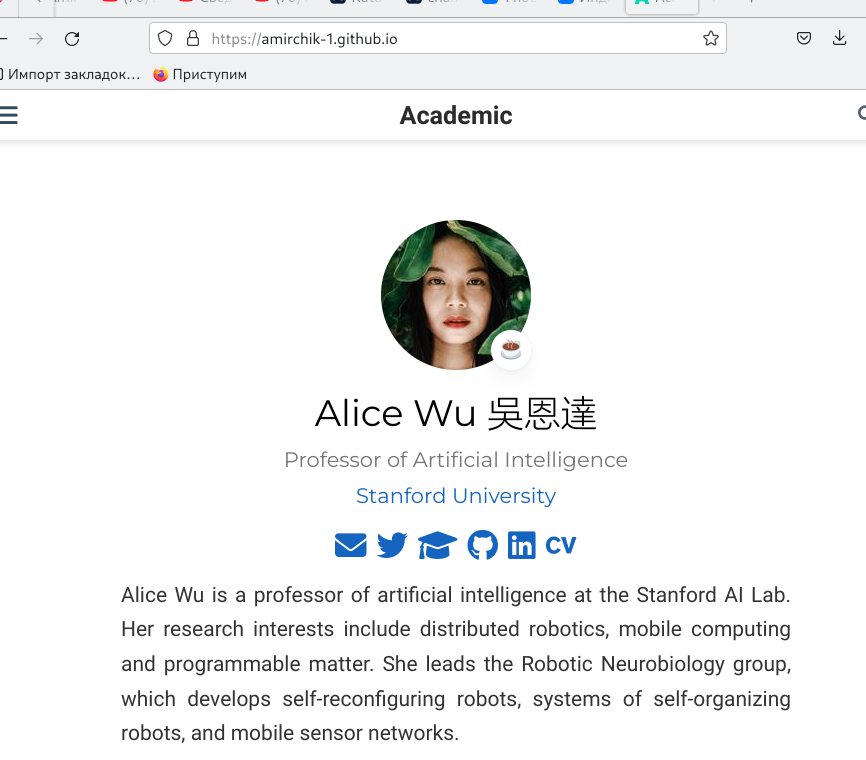 https://amirchik-1.github.io
Импорт закладок… Приступим
Academic
Alice Wu 吳恩達
Professor of Artificial Intelligence
Stanford University
CV
Alice Wu is a professor of artificial intelligence at the Stanford AI Lab.
Her research interests include distributed robotics, mobile computing
and programmable matter. She leads the Robotic Neurobiology group,
which develops self-reconfiguring robots, systems of self-organizing
robots, and mobile sensor networks.